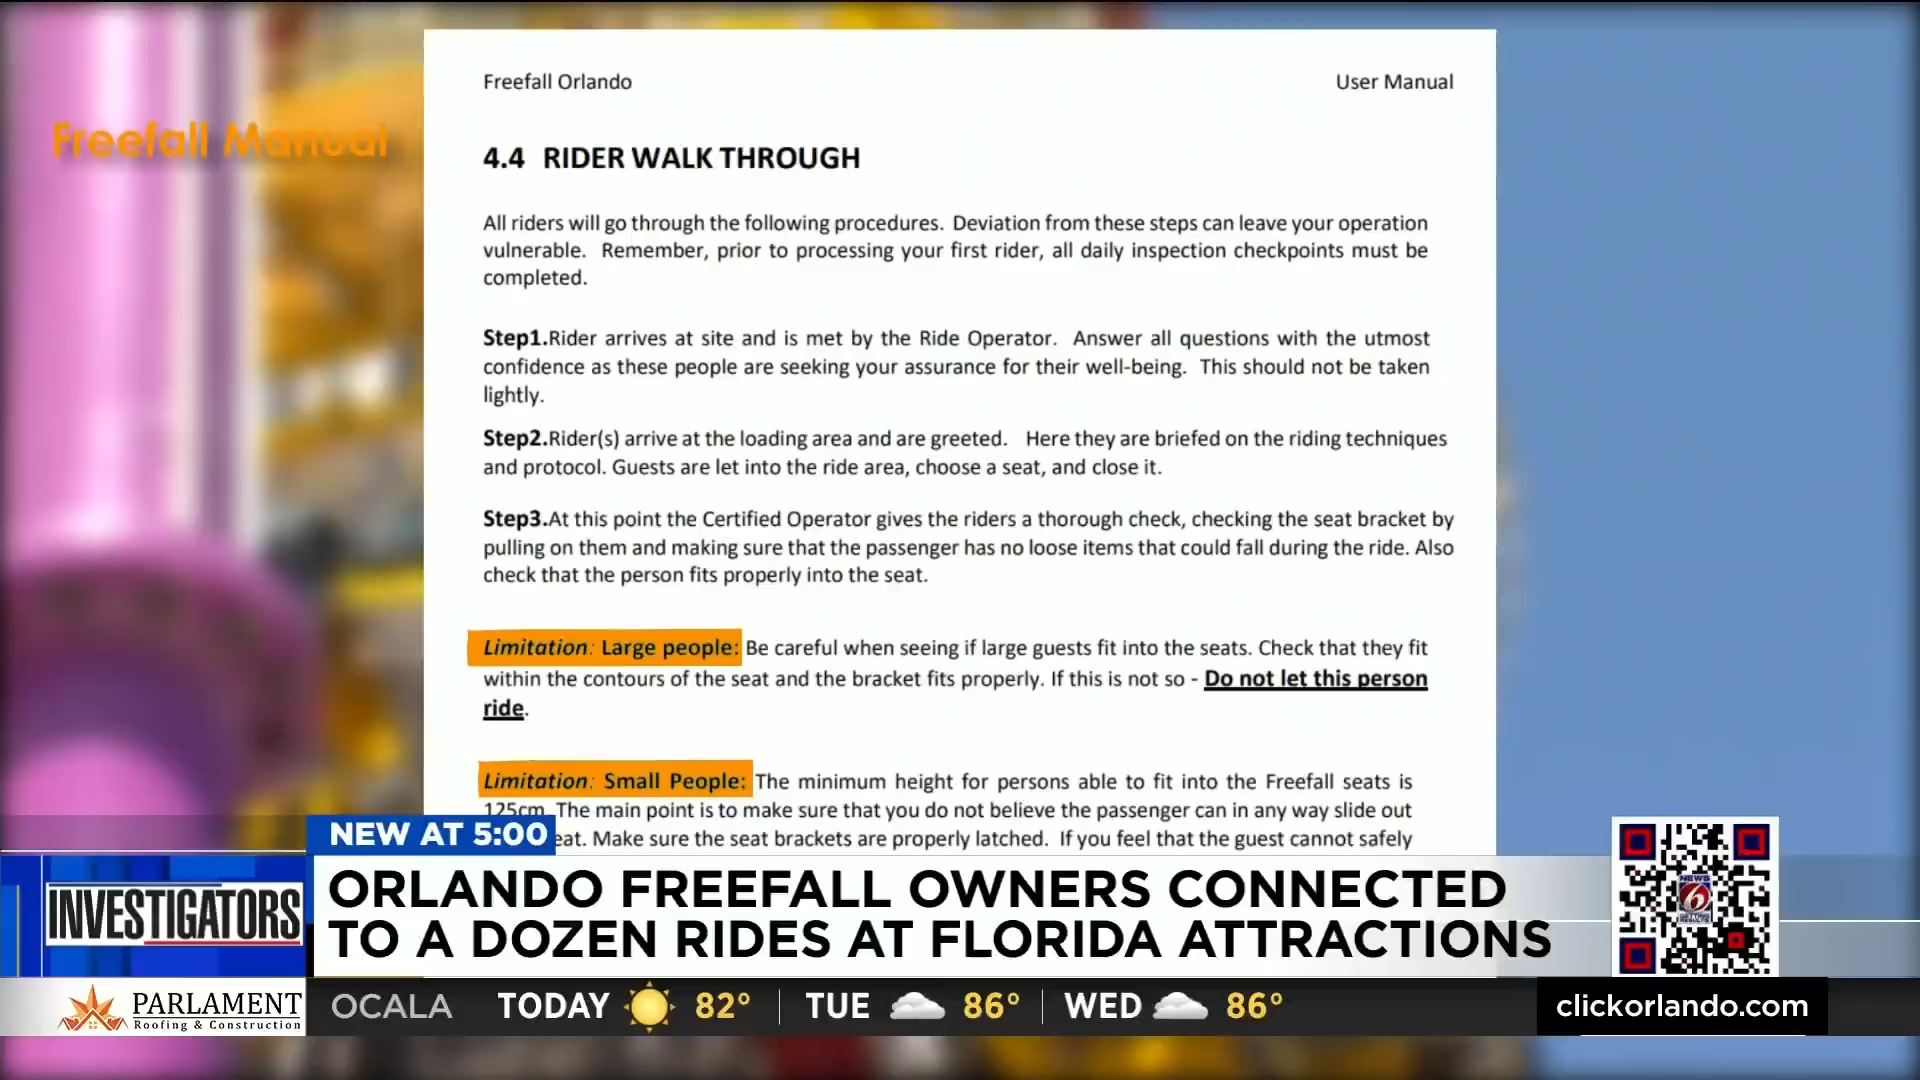 Freefall Manual
Freefall Orlando
User Manual
4.4 RIDER WALK THROUGH
All riders will go through the following procedures. Deviation from these steps can leave your operation
vulnerable. Remember, prior to processing your first rider, all daily inspection checkpoints must be
completed.
Step1.Rider arrives at site and is met by the Ride Operator. Answer all questions with the utmost
confidence as these people are seeking your assurance for their well-being. This should not be taken
lightly.
Step2.Rider(s) arrive at the loading area and are greeted. Here they are briefed on the riding techniques
and protocol. Guests are let into the ride area, choose a seat, and close it.
Step3.At this point the Certified Operator gives the riders a thorough check, checking the seat bracket by
pulling on them and making sure that the passenger has no loose items that could fall during the ride. Also
check that the person fits properly into the seat.
Limitation: Large people: Be careful when seeing if large guests fit into the seats. Check that they fit
within the contours of the seat and the bracket fits properly. If this is not so - Do not let this person
ride.
Limitation: Small People: The minimum height for persons able to fit into the Freefall seats is
125cm. The main point is to make sure that you do not believe the passenger can in any way slide out
eat. Make sure the seat brackets are properly latched. If you feel that the guest cannot safely
NEW AT 5:00
INVESTIGATORS
ORLANDO FREEFALL OWNERS CONNECTED
TO A DOZEN RIDES AT FLORIDA ATTRACTIONS
NEWS
6
PARLAMENT
Roofing & Construction
OCALA TODAY 82° TUE 86° WED 86°
clickorlando.com